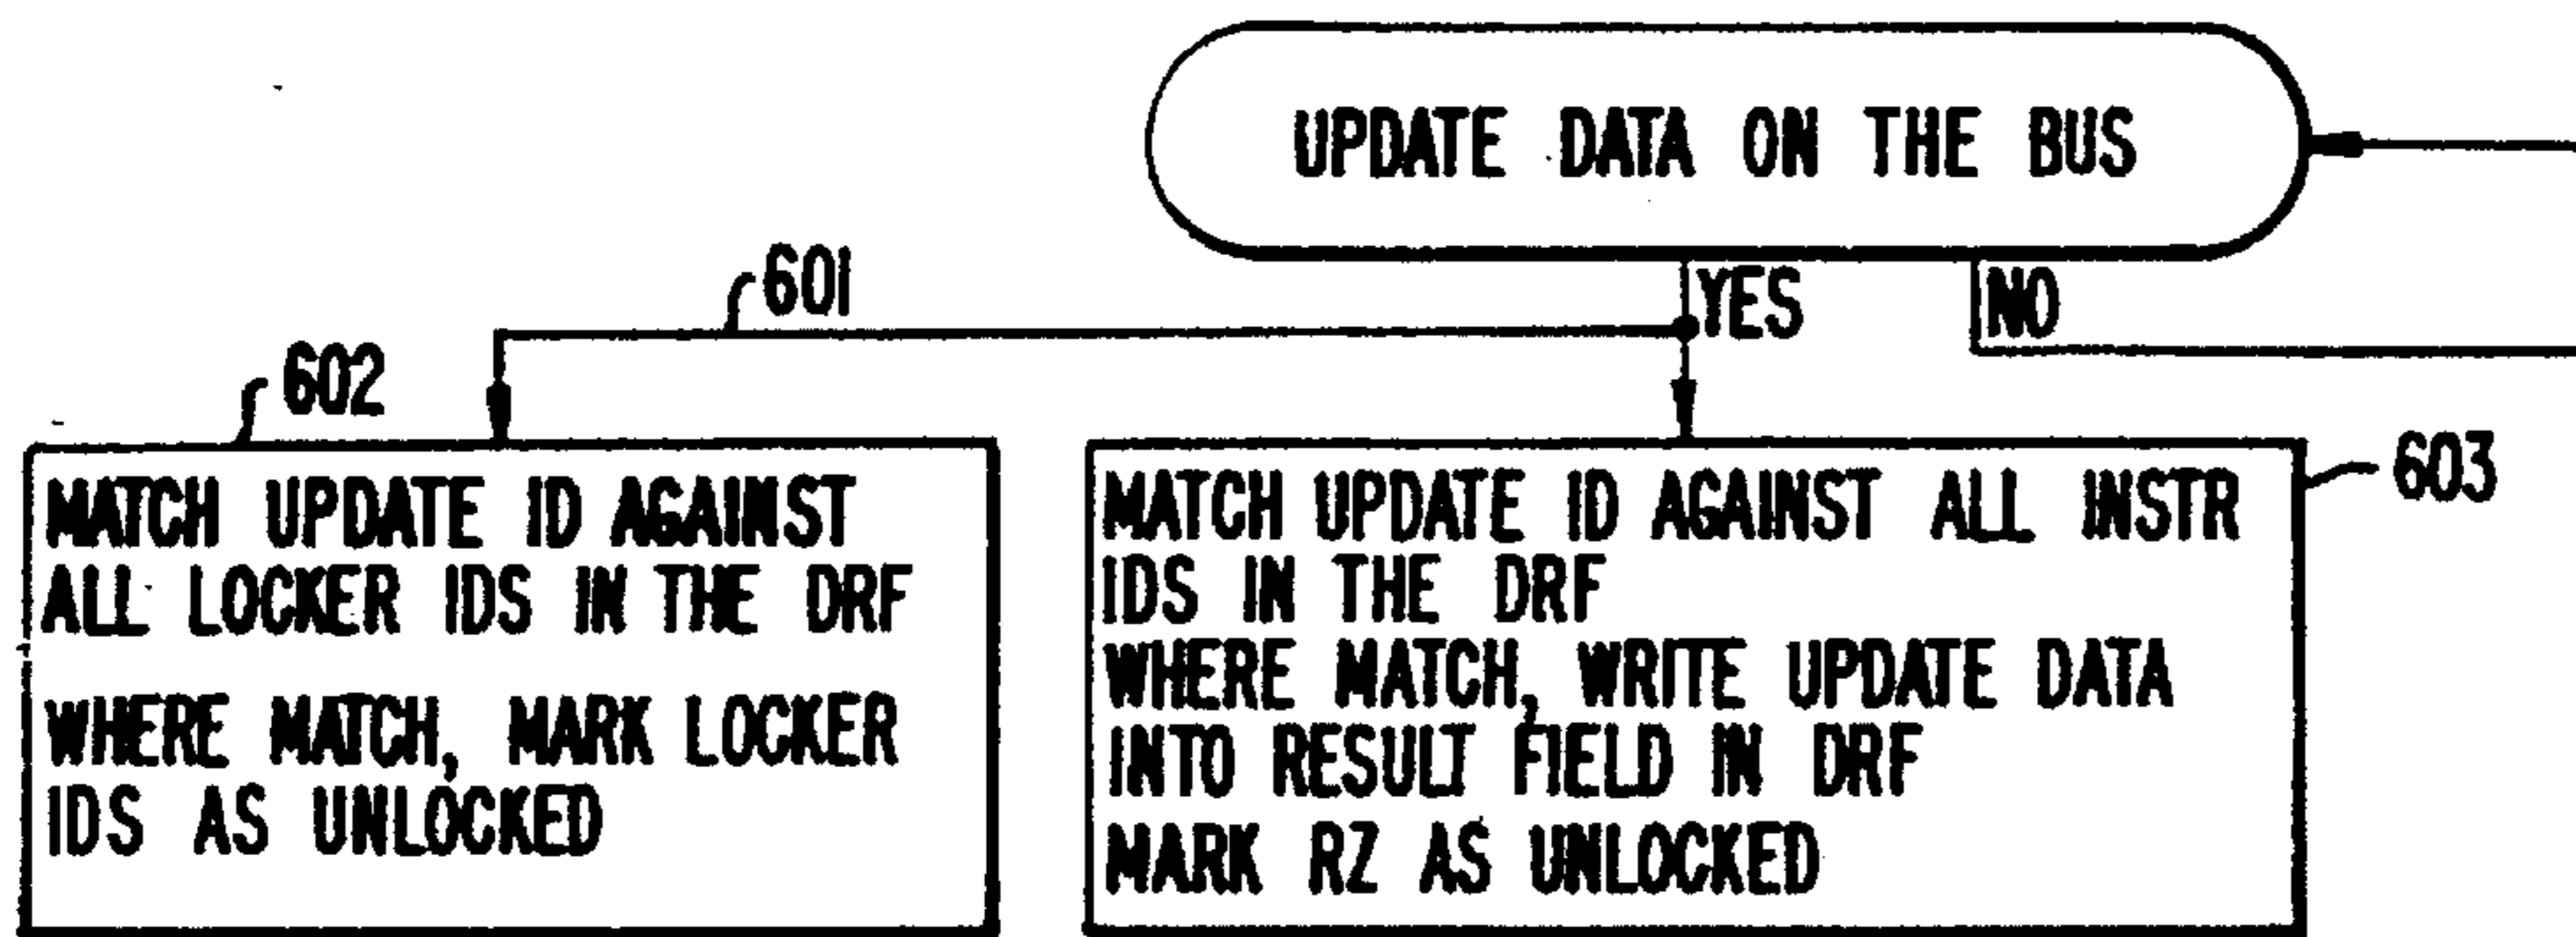 UPDATE DATA ON THE BUS
601
YES
NO
602
603
MATCH UPDATE ID AGAINST
ALL LOCKER IDS IN THE DRF
WHERE MATCH, MARK LOCKER
IDS AS UNLOCKED
MATCH UPDATE ID AGAINST ALL INSTR
IDS IN THE DRF
WHERE MATCH, WRITE UPDATE DATA
INTO RESULT FIELD IN DRF
MARK RZ AS UNLOCKED